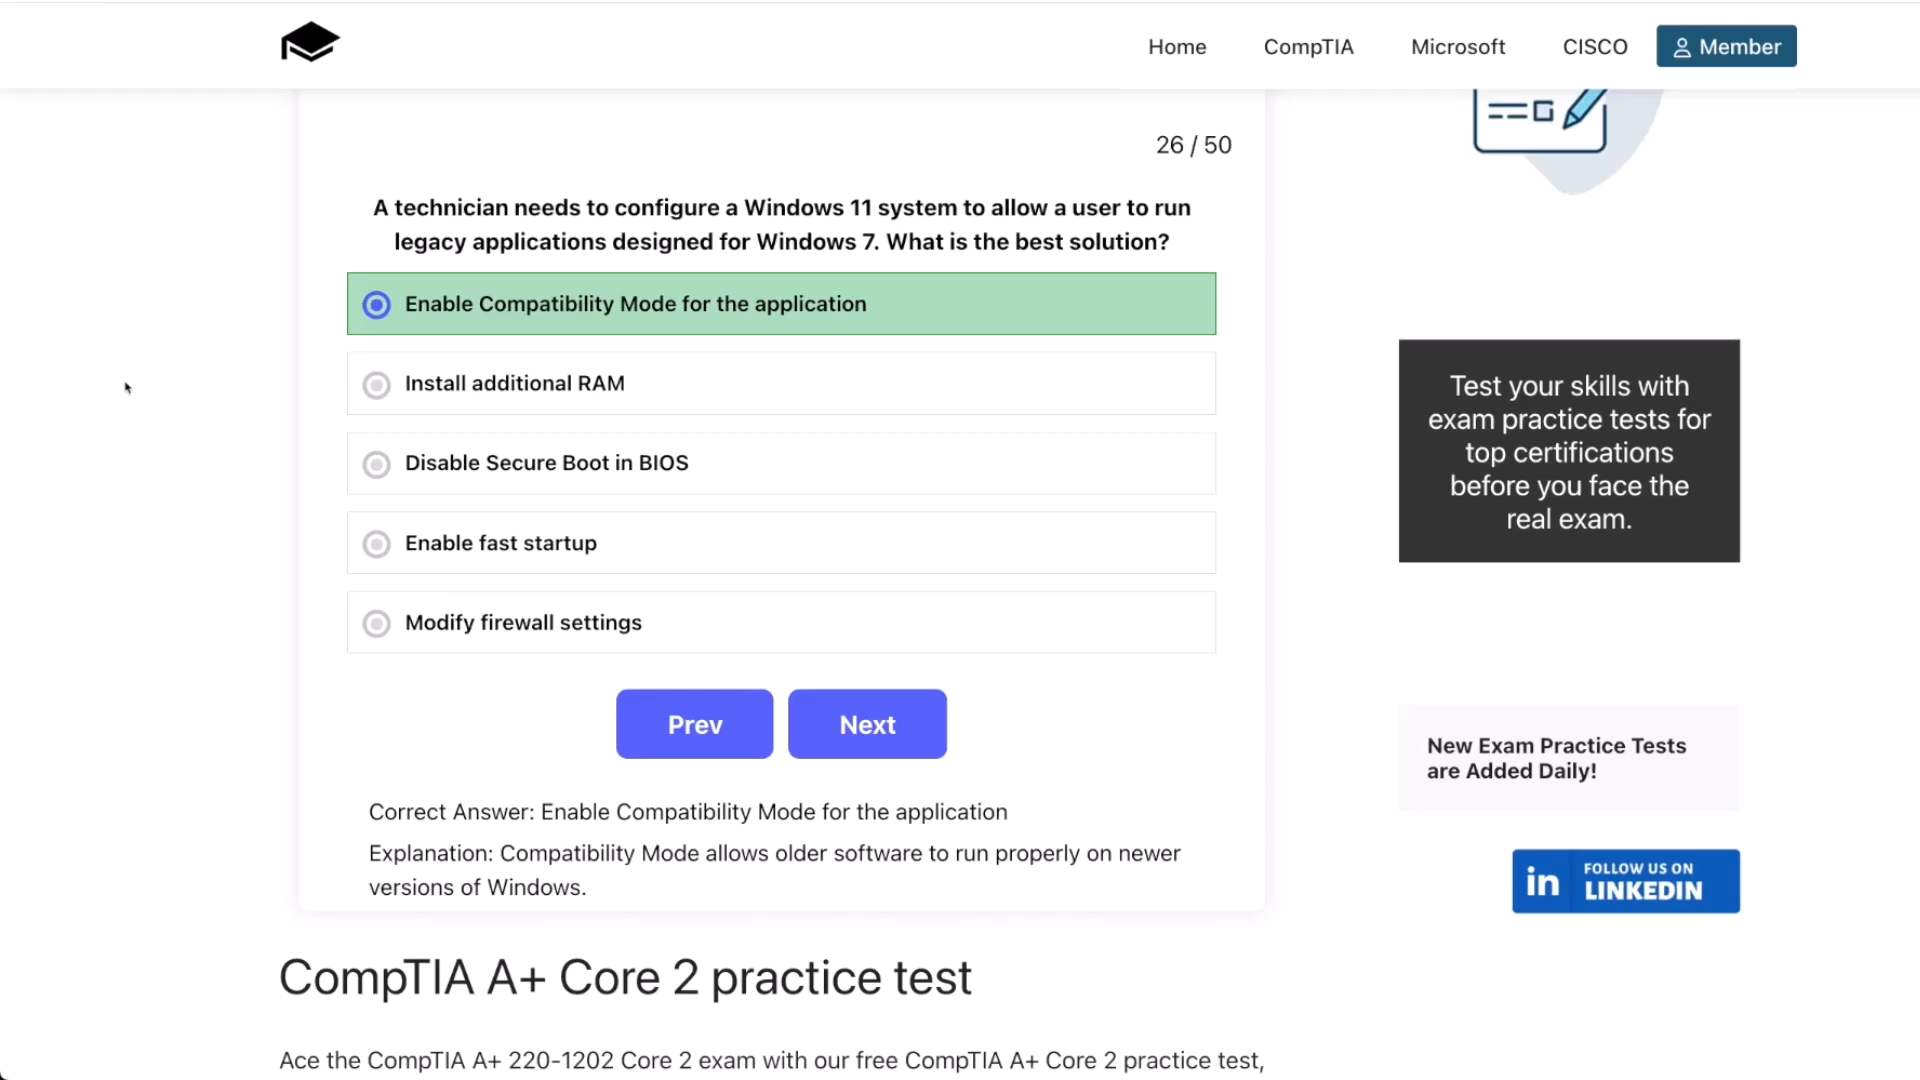 Home CompTIA Microsoft CISCO Member
26 / 50
A technician needs to configure a Windows 11 system to allow a user to run
legacy applications designed for Windows 7. What is the best solution?
Enable Compatibility Mode for the application
Install additional RAM
Disable Secure Boot in BIOS
Enable fast startup
Modify firewall settings
Prev Next
Correct Answer: Enable Compatibility Mode for the application
Explanation: Compatibility Mode allows older software to run properly on newer
versions of Windows.
CompTIA A+ Core 2 practice test
Ace the CompTIA A+ 220-1202 Core 2 exam with our free CompTIA A+ Core 2 practice test,
Test your skills with
exam practice tests for
top certifications
before you face the
real exam.
New Exam Practice Tests
are Added Daily!
in FOLLOW US ON
LINKEDIN